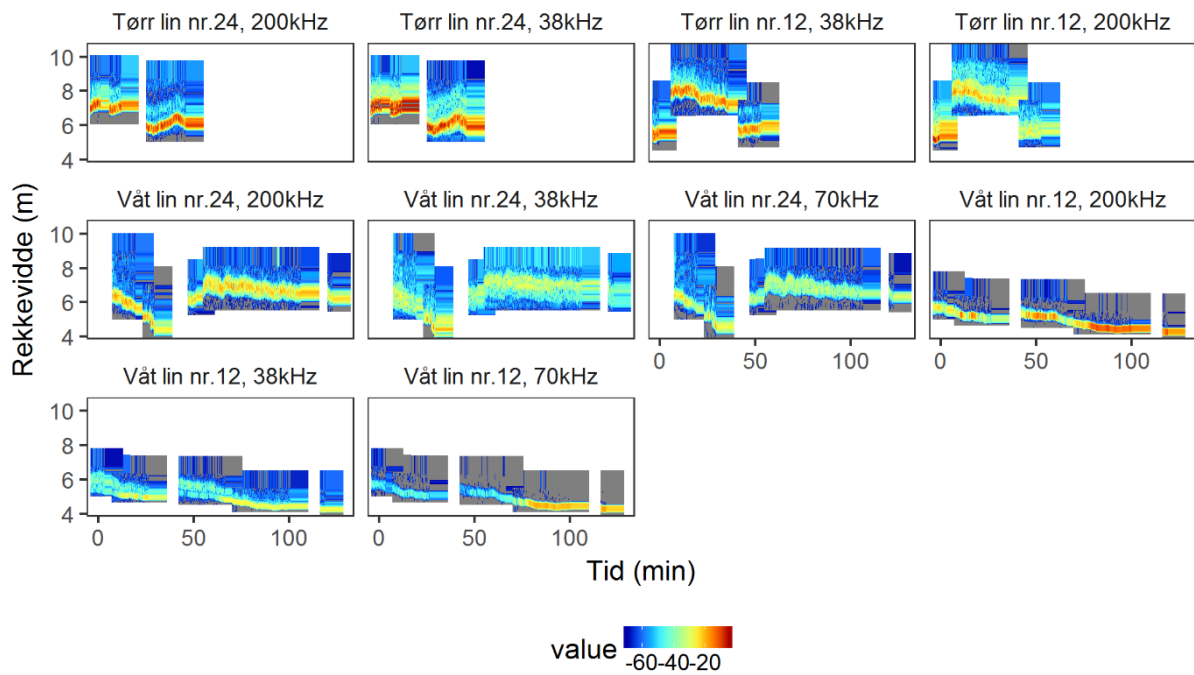 Tørr lin nr.24, 200kHz
Tørr lin nr.24, 38kHz
Tørr lin nr.12, 38kHz
Tørr lin nr.12, 200kHz
10
8
6
4
Rekkevidde (m)
Våt lin nr.24, 200kHz
Våt lin nr.24, 38kHz
Våt lin nr.24, 70kHz
Våt lin nr.12, 200kHz
10
8
6
4
0 50 100
0 50 100
Våt lin nr.12, 38kHz
Våt lin nr.12, 70kHz
10
8
6
4
0 50 100
0 50 100
Tid (min)
value
-60 -40 -20